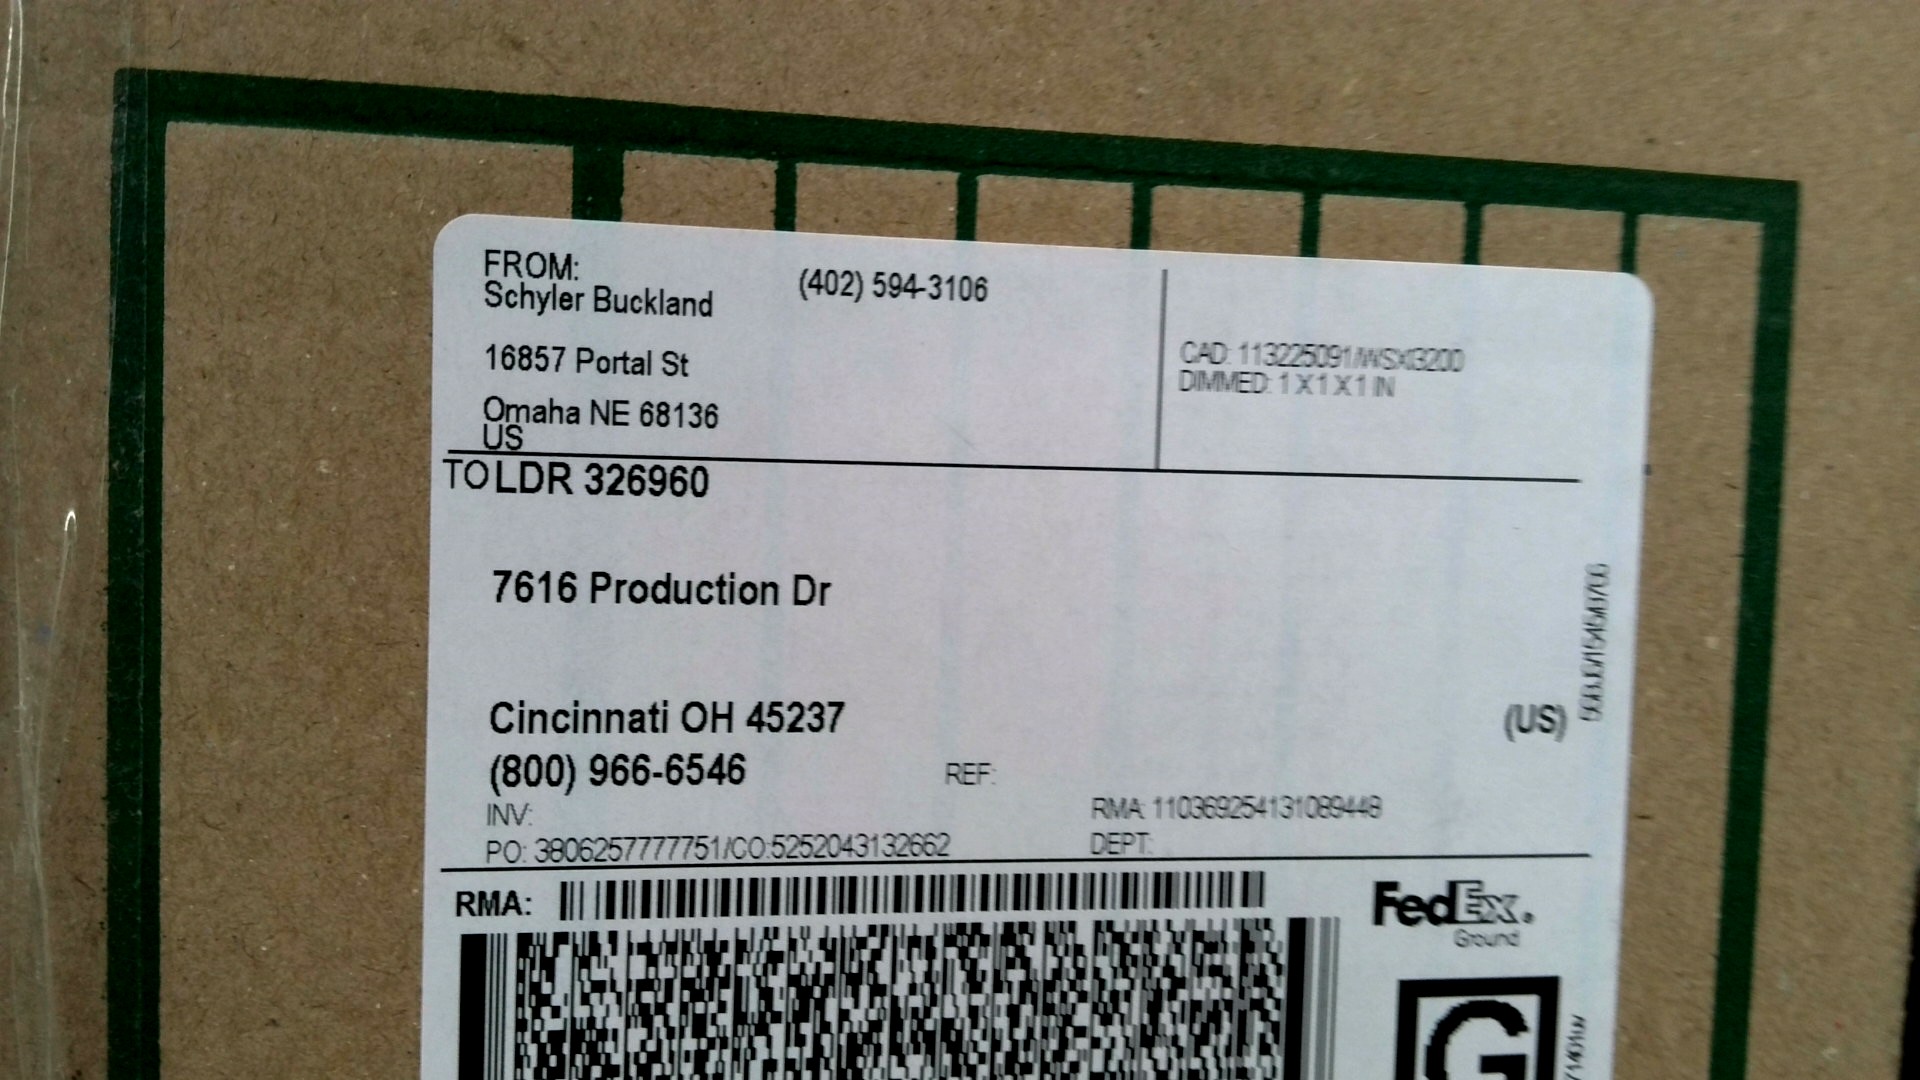 FROM:
Schyler Buckland
(402) 594-3106
16857 Portal St
Omaha NE 68136
US
CAD: 113225091/WSXI3200
DIMMED: 1 X 1 X 1 IN
TO LDR 326960
7616 Production Dr
Cincinnati OH 45237
(US)
(800) 966-6546
REF:
INV:
RMA: 110369254131089448
PO: 3806257777751/CO:5252043132662
DEPT:
RMA:
FedEx.
Ground
G